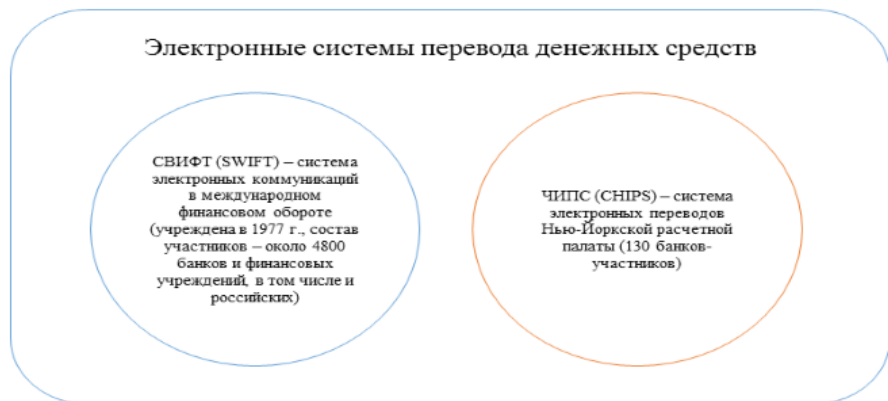 Электронные системы перевода денежных средств
СВИФТ (SWIFT) – система
электронных коммуникаций
в международном
финансовом обороте
(учреждена в 1977 г., состав
участников – около 4800
банков и финансовых
учреждений, в том числе и
российских)
ЧИПС (CHIPS) – система
электронных переводов
Нью-Йоркской расчетной
палаты (130 банков-
участников)